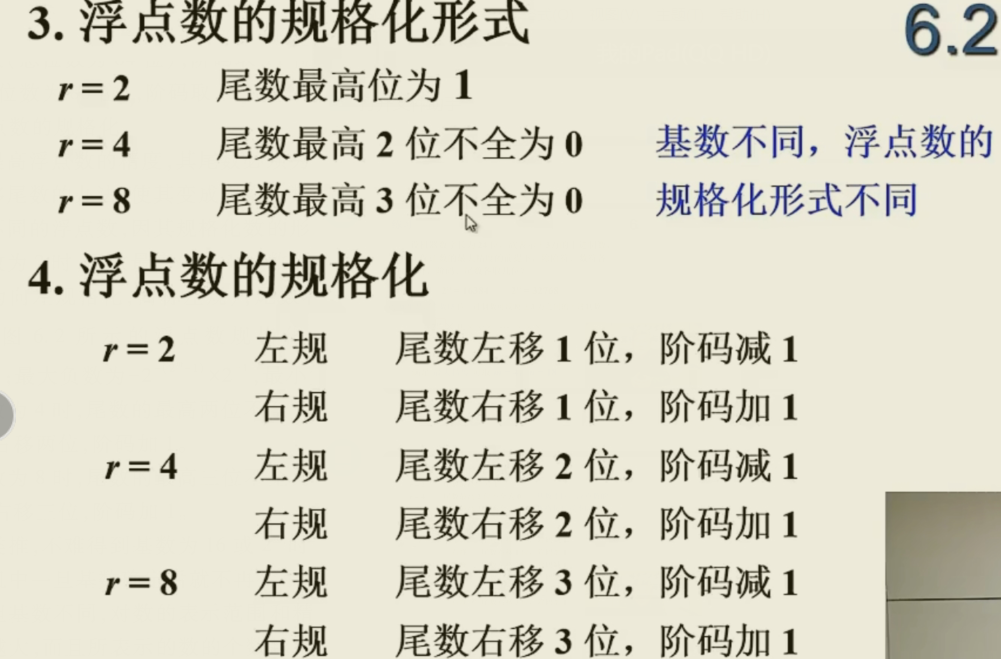 3. 浮点数的规格化形式
6.2
r = 2 尾数最高位为 1
r = 4 尾数最高 2 位不全为 0 基数不同，浮点数的
r = 8 尾数最高 3 位不全为 0 规格化形式不同
4. 浮点数的规格化
r = 2 左规 尾数左移 1 位，阶码减 1
右规 尾数右移 1 位，阶码加 1
r = 4 左规 尾数左移 2 位，阶码减 1
右规 尾数右移 2 位，阶码加 1
r = 8 左规 尾数左移 3 位，阶码减 1
右规 尾数右移 3 位，阶码加 1